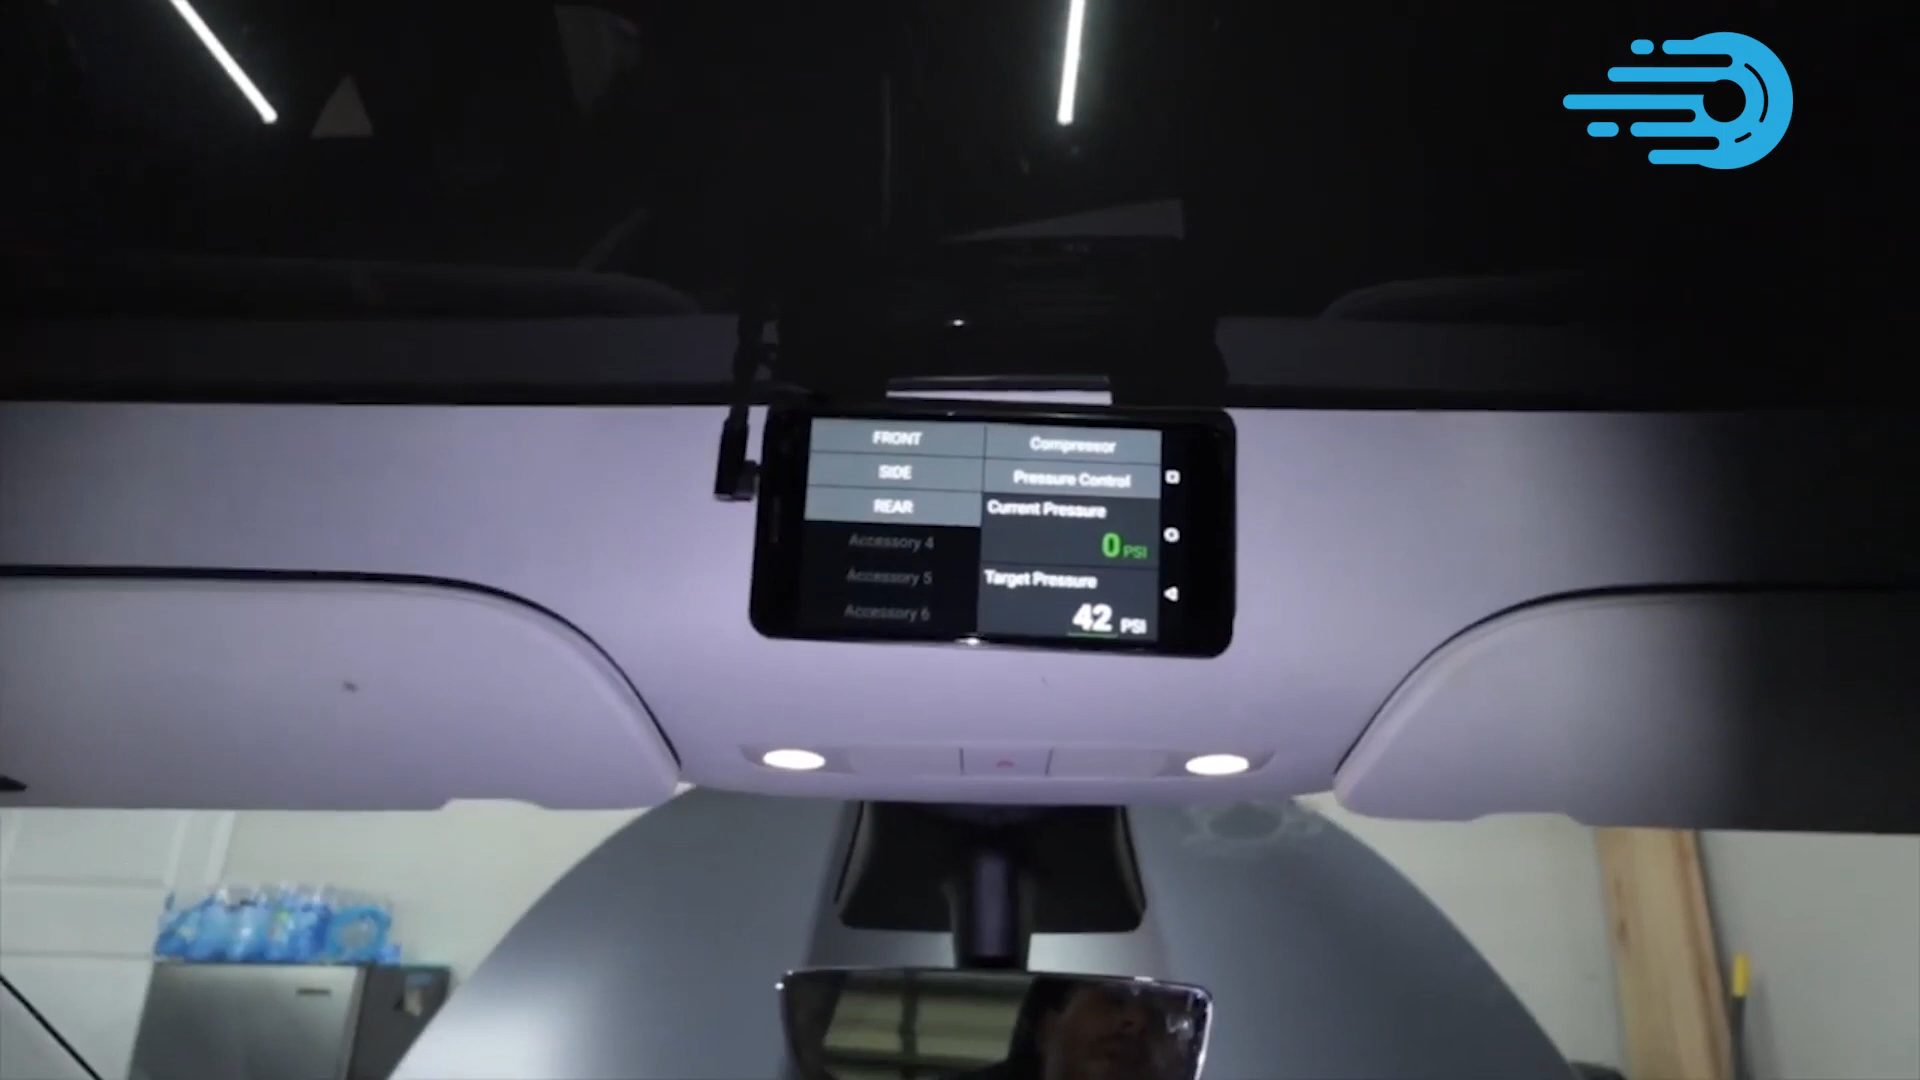 FRONT
SIDE
REAR
Accessory 4
Accessory 5
Accessory 6
Compressor
Pressure Control
Current Pressure
0 PSI
Target Pressure
42 PSI